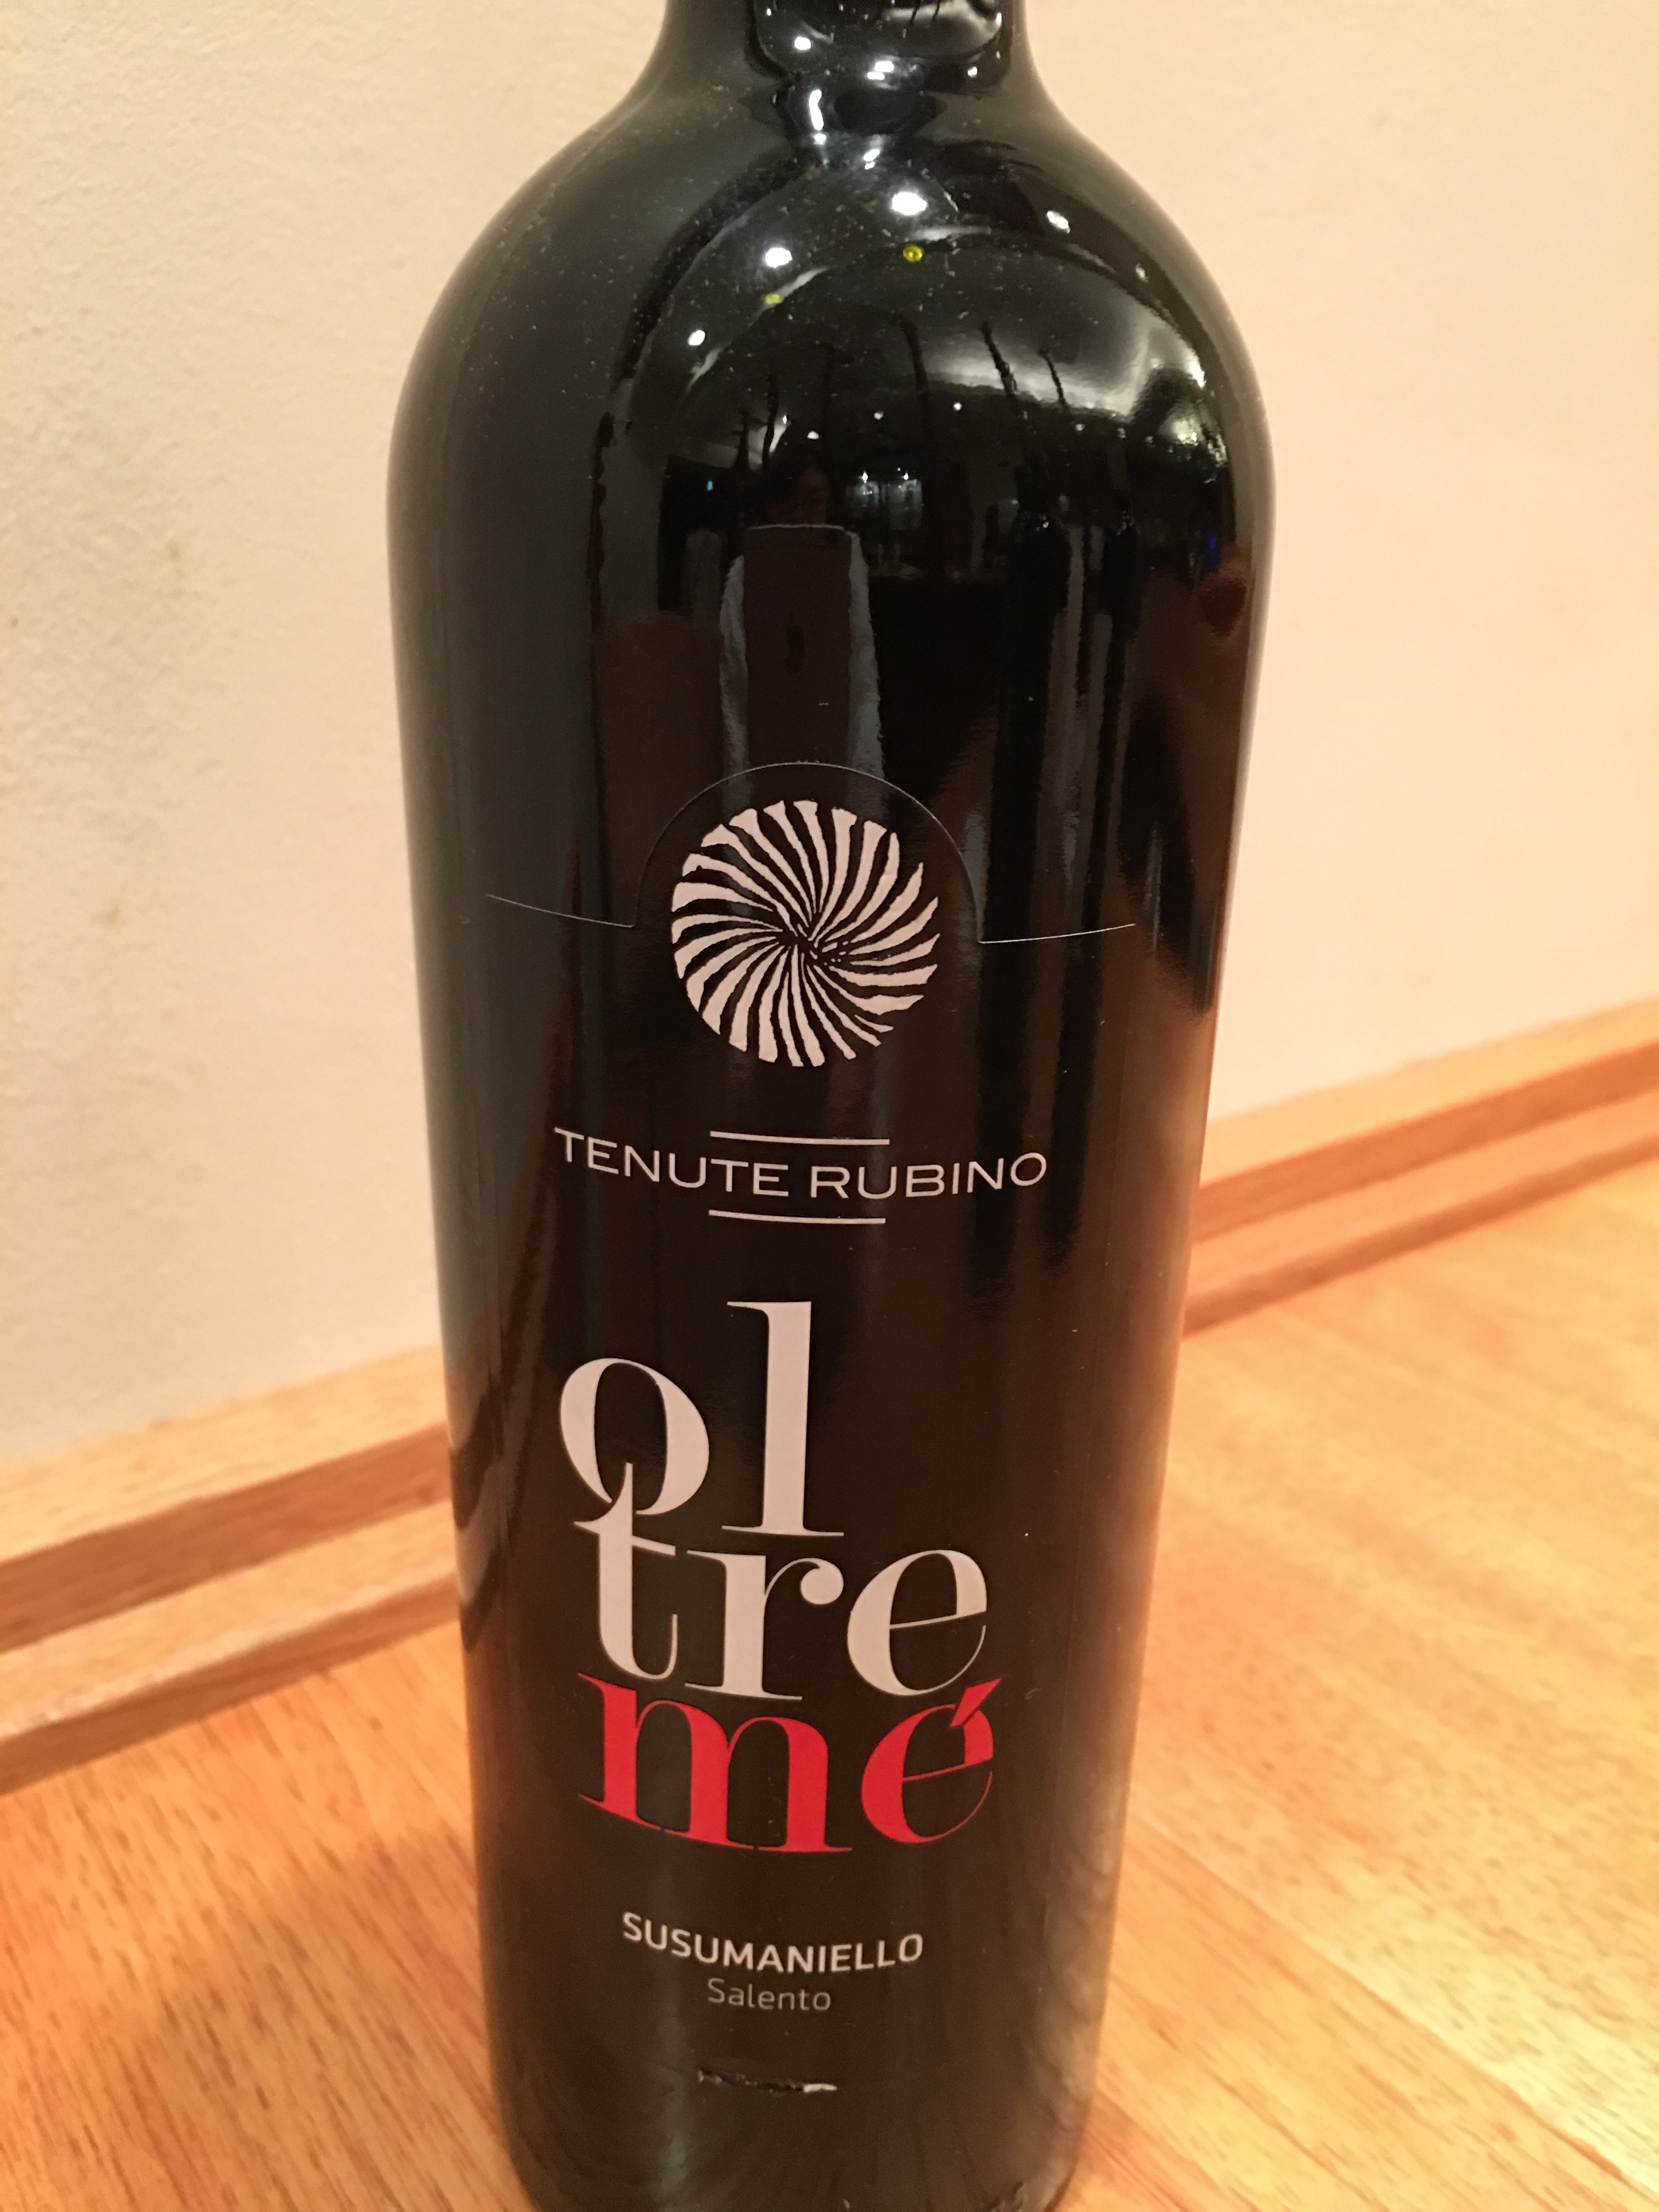 TENUTE RUBINO
ol
tre
mé
SUSUMANIELLO
Salento